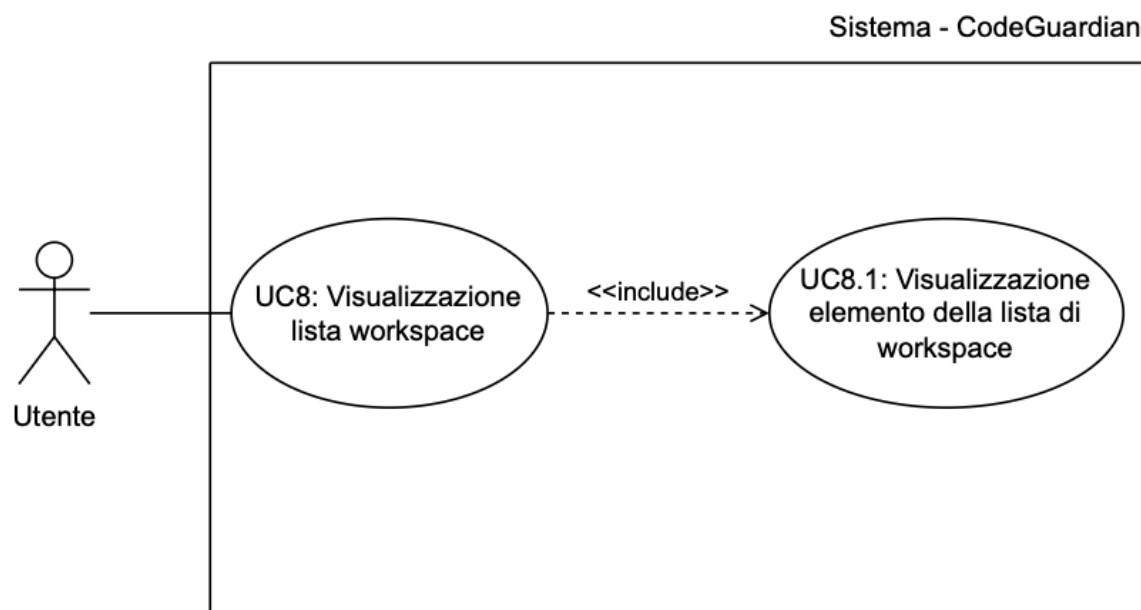 Sistema - CodeGuardian
UC8: Visualizzazione
lista workspace
<<include>>
UC8.1: Visualizzazione
elemento della lista di
workspace
Utente